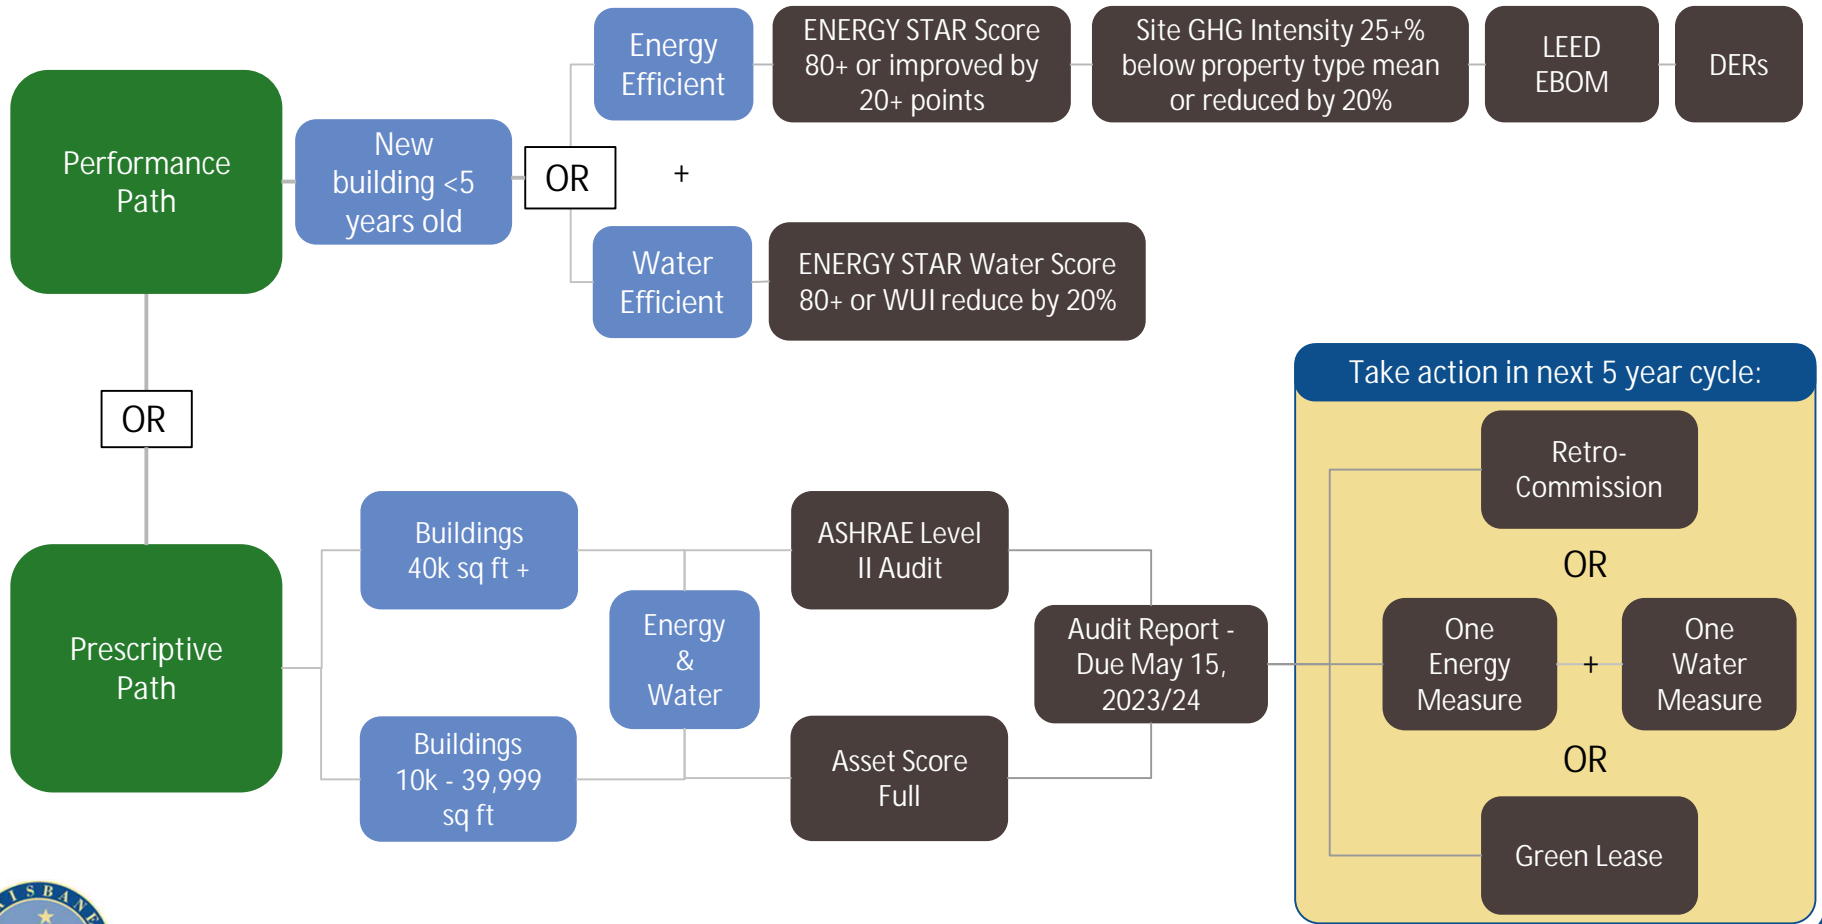 Performance
Path
New
building <5
years old
OR
Energy
Efficient
ENERGY STAR Score
80+ or improved by
20+ points
Site GHG Intensity 25+%
below property type mean
or reduced by 20%
LEED
EBOM
DERs
+
Water
Efficient
ENERGY STAR Water Score
80+ or WUI reduce by 20%
OR
Prescriptive
Path
Buildings
40k sq ft +
Buildings
10k - 39,999
sq ft
Energy
&
Water
ASHRAE Level
II Audit
Asset Score
Full
Audit Report -
Due May 15,
2023/24
Take action in next 5 year cycle:
Retro-
Commission
OR
One
Energy
Measure
+
One
Water
Measure
OR
Green Lease